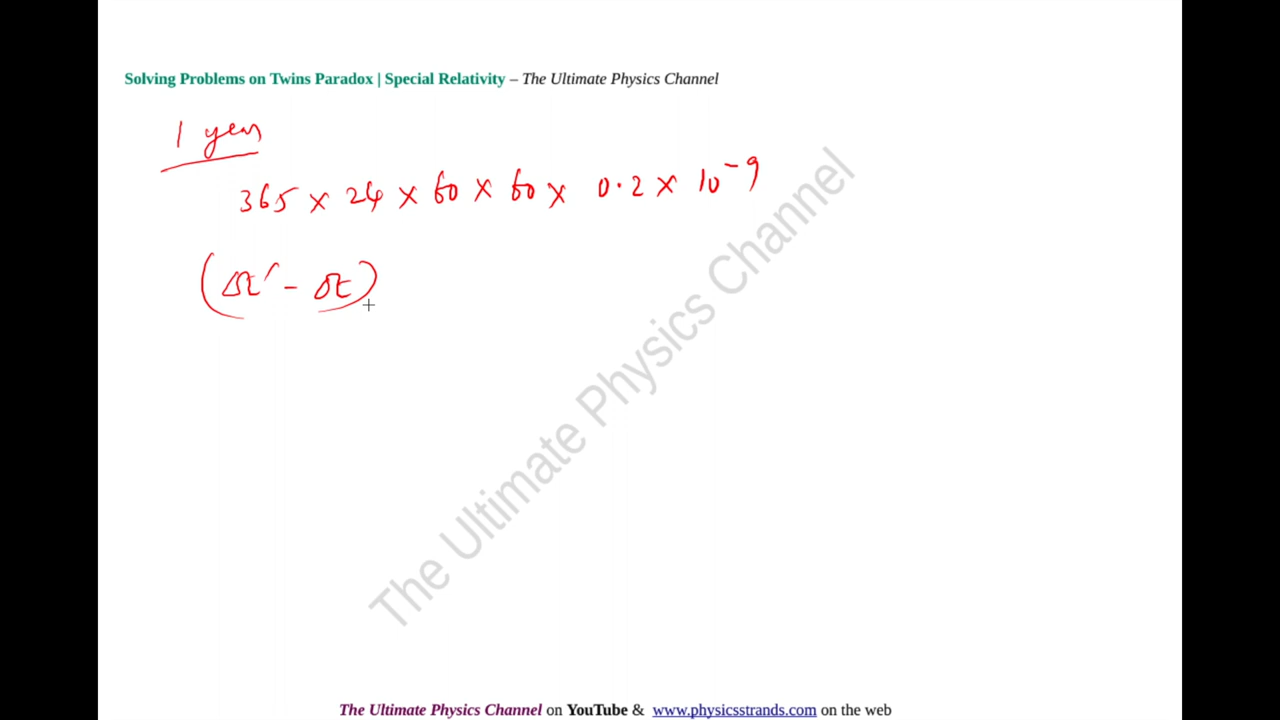 Solving Problems on Twins Paradox | Special Relativity – The Ultimate Physics Channel
1 year
365 × 24 × 60 × 60 × 0.2 × 10⁻⁹
(Δt′ − Δt)
The Ultimate Physics Channel
The Ultimate Physics Channel on YouTube & www.physicsstrands.com on the web